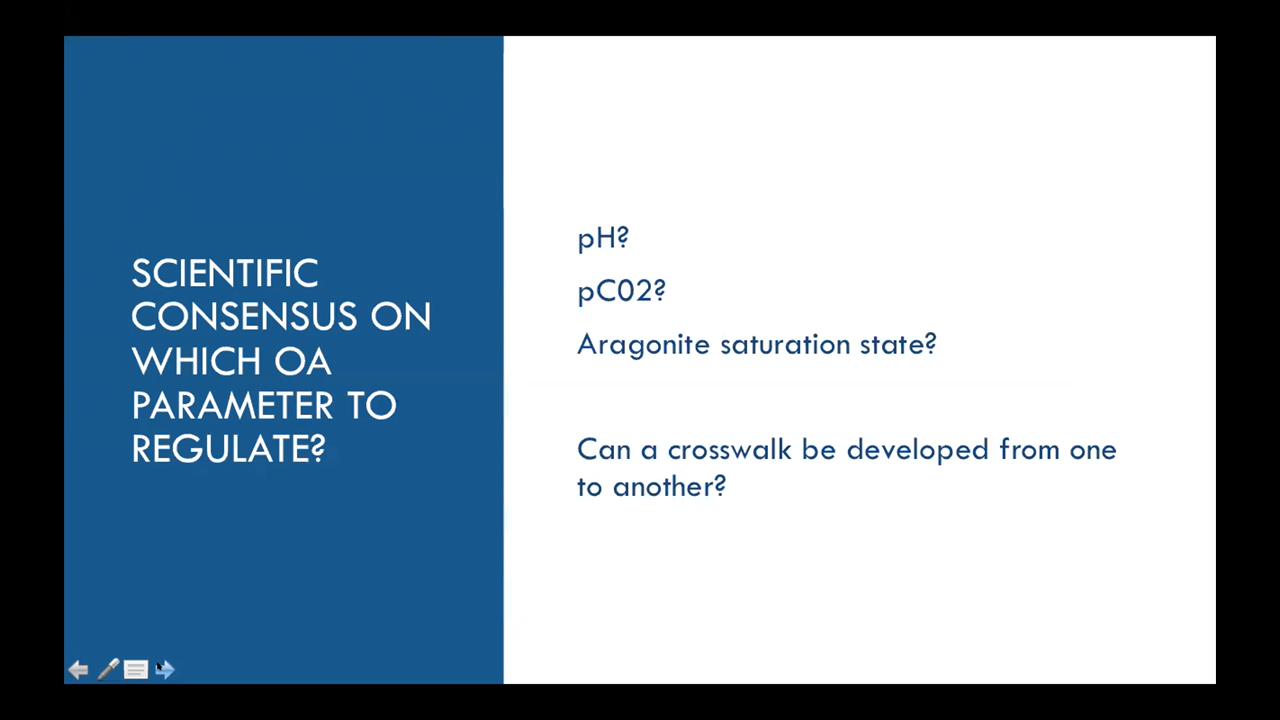 SCIENTIFIC
CONSENSUS ON
WHICH OA
PARAMETER TO
REGULATE?
pH?
pC02?
Aragonite saturation state?
Can a crosswalk be developed from one
to another?